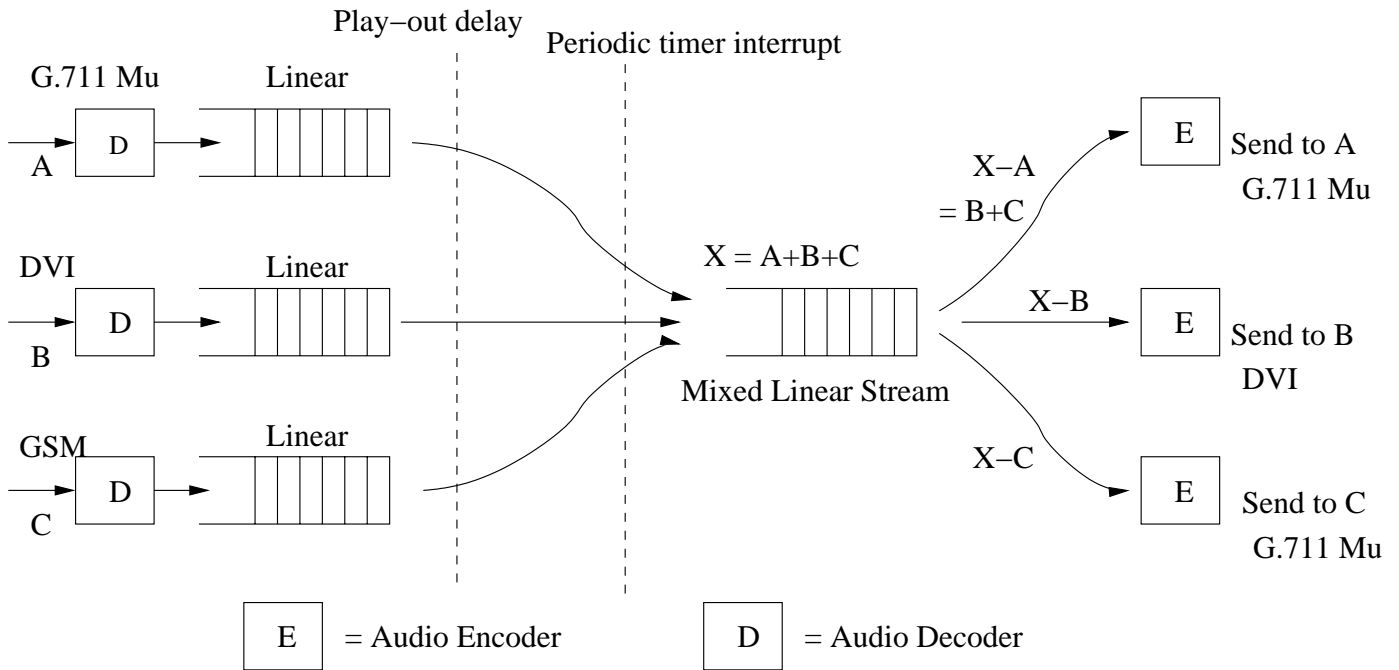 Play−out delay
Periodic timer interrupt
G.711 Mu
Linear
D
A
E
Send to A
G.711 Mu
X−A
= B+C
DVI
Linear
D
B
X = A+B+C
Mixed Linear Stream
X−B
E
Send to B
DVI
GSM
Linear
D
C
X−C
E
Send to C
G.711 Mu
E
= Audio Encoder
D
= Audio Decoder